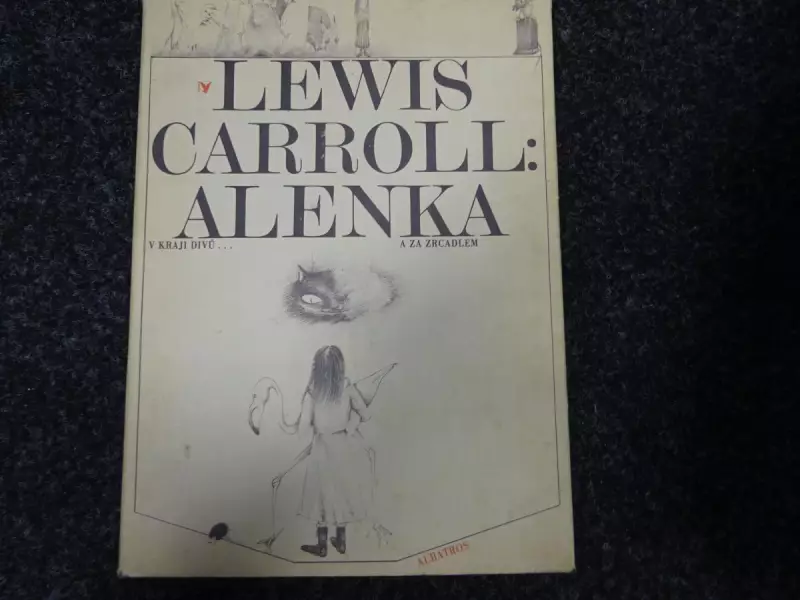 LEWIS
CARROLL:
ALENKA
V KRAJI DIVŮ . . . A ZA ZRCADLEM
ALBATROS